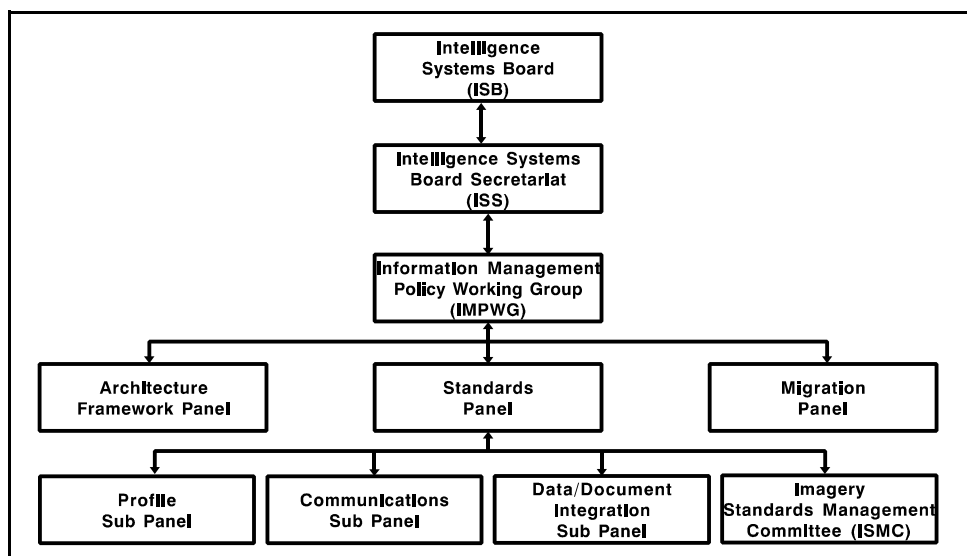 Intelligence
Systems Board
(ISB)
Intelligence Systems
Board Secretariat
(ISS)
Information Management
Policy Working Group
(IMPWG)
Architecture
Framework Panel
Standards
Panel
Migration
Panel
Profile
Sub Panel
Communications
Sub Panel
Data/Document
Integration
Sub Panel
Imagery
Standards Management
Committee (ISMC)